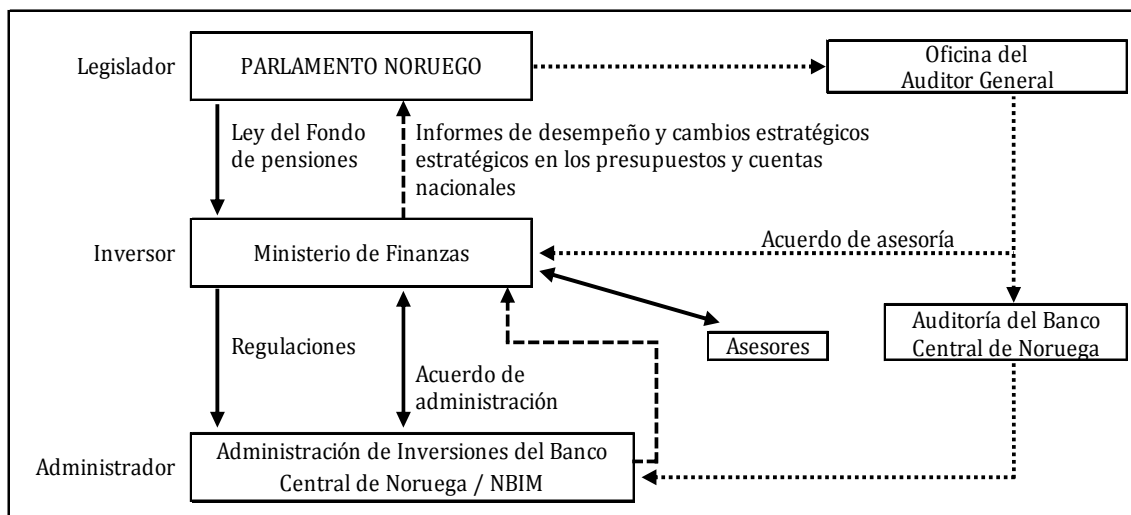 Legislador
PARLAMENTO NORUEGO
Oficina del
Auditor General
Ley del Fondo
de pensiones
Informes de desempeño y cambios estratégicos
estratégicos en los presupuestos y cuentas
nacionales
Inversor
Ministerio de Finanzas
Acuerdo de asesoría
Regulaciones
Acuerdo de
administración
Asesores
Auditoría del Banco
Central de Noruega
Administrador
Administración de Inversiones del Banco
Central de Noruega / NBIM